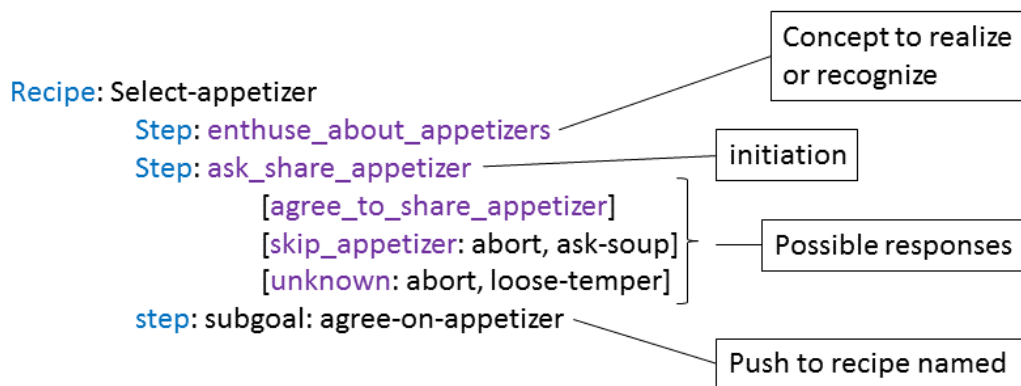 Concept to realize
or recognize
Recipe: Select-appetizer
Step: enthuse_about_appetizers
Step: ask_share_appetizer
initiation
[agree_to_share_appetizer]
[skip_appetizer: abort, ask-soup]
Possible responses
[unknown: abort, loose-temper]
step: subgoal: agree-on-appetizer
Push to recipe named